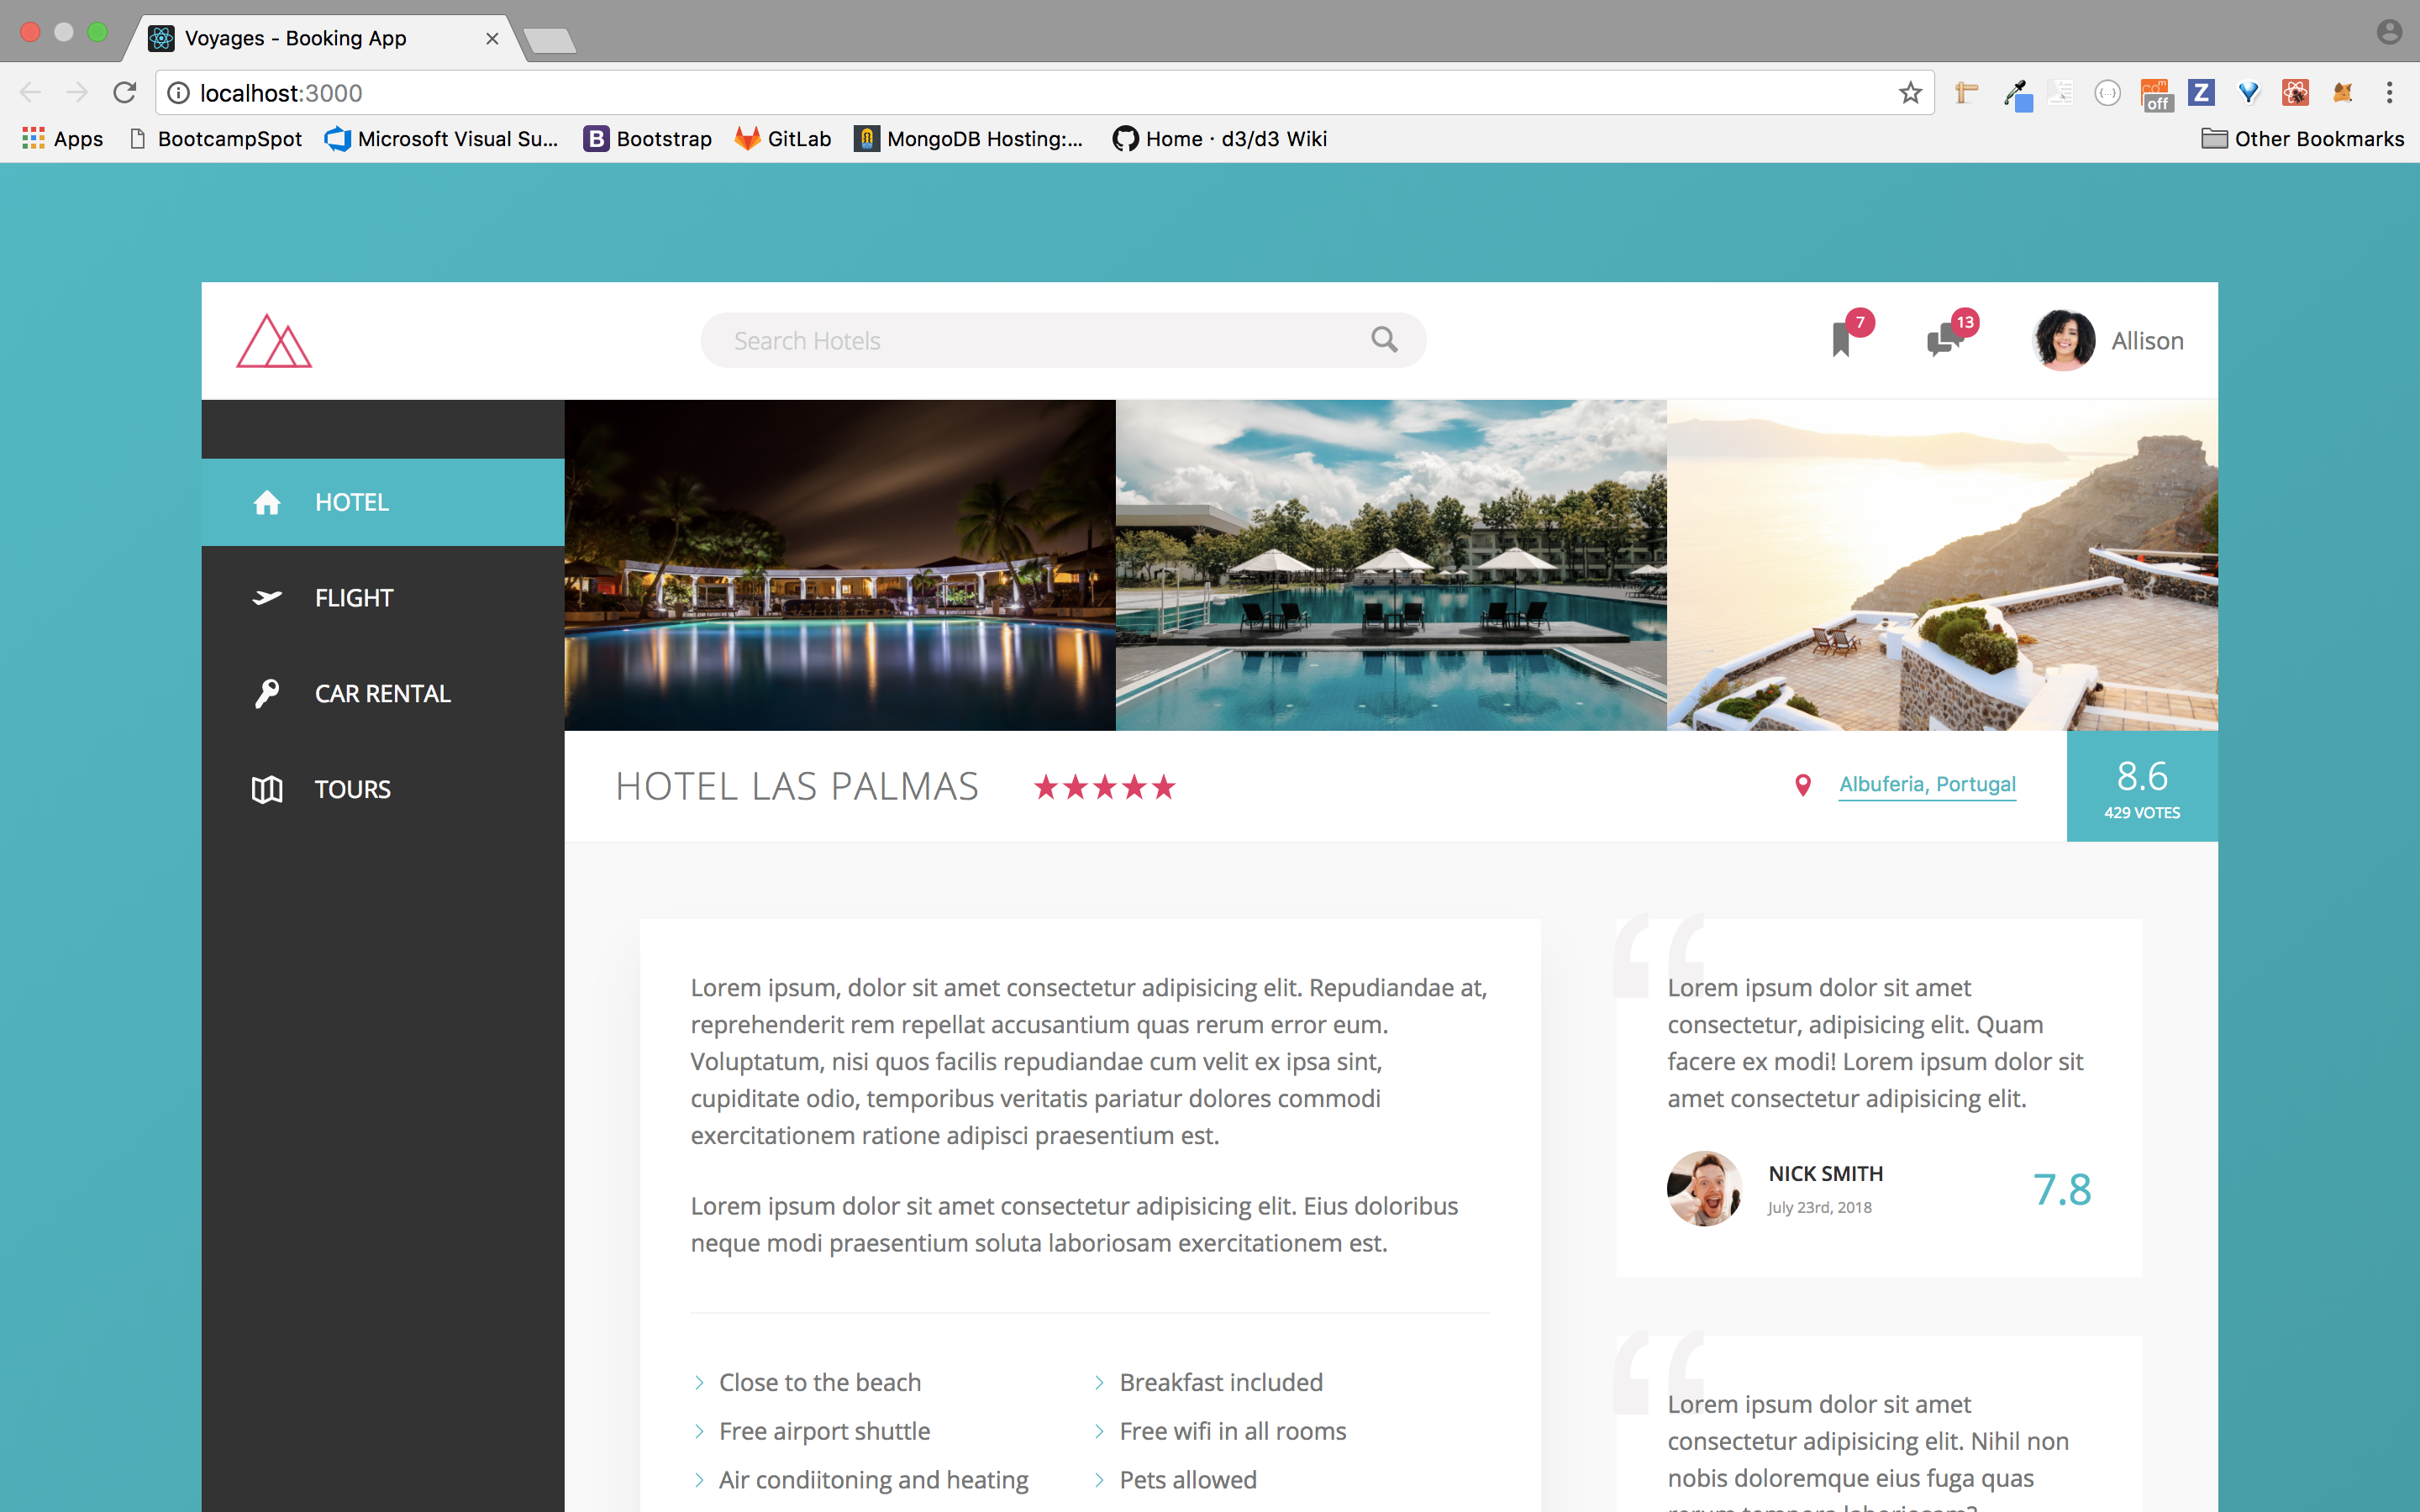 Voyages - Booking App
localhost:3000
off
Z
Apps
BootcampSpot
Microsoft Visual Su...
B Bootstrap
GitLab
MongoDB Hosting:...
Home · d3/d3 Wiki
Other Bookmarks
Search Hotels
7
13
Allison
HOTEL
FLIGHT
CAR RENTAL
TOURS
HOTEL LAS PALMAS
Albuferia, Portugal
8.6
429 VOTES
Lorem ipsum, dolor sit amet consectetur adipisicing elit. Repudiandae at,
reprehenderit rem repellat accusantium quas rerum error eum.
Voluptatum, nisi quos facilis repudiandae cum velit ex ipsa sint,
cupiditate odio, temporibus veritatis pariatur dolores commodi
exercitationem ratione adipisci praesentium est.
Lorem ipsum dolor sit amet consectetur adipisicing elit. Eius doloribus
neque modi praesentium soluta laboriosam exercitationem est.
Close to the beach
Breakfast included
Free airport shuttle
Free wifi in all rooms
Air condiitoning and heating
Pets allowed
“
Lorem ipsum dolor sit amet
consectetur, adipisicing elit. Quam
facere ex modi! Lorem ipsum dolor sit
amet consectetur adipisicing elit.
NICK SMITH
July 23rd, 2018
7.8
“
Lorem ipsum dolor sit amet
consectetur adipisicing elit. Nihil non
nobis doloremque eius fuga quas